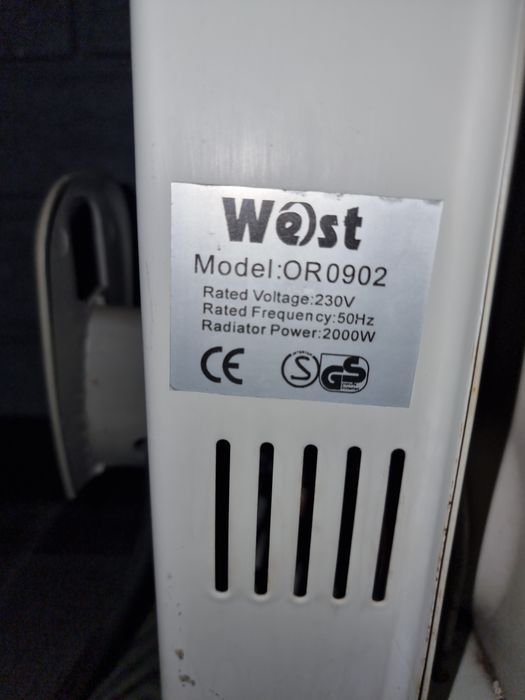 West
Model:OR0902
Rated Voltage:230V
Rated Frequency:50Hz
Radiator Power:2000W
CE S GS